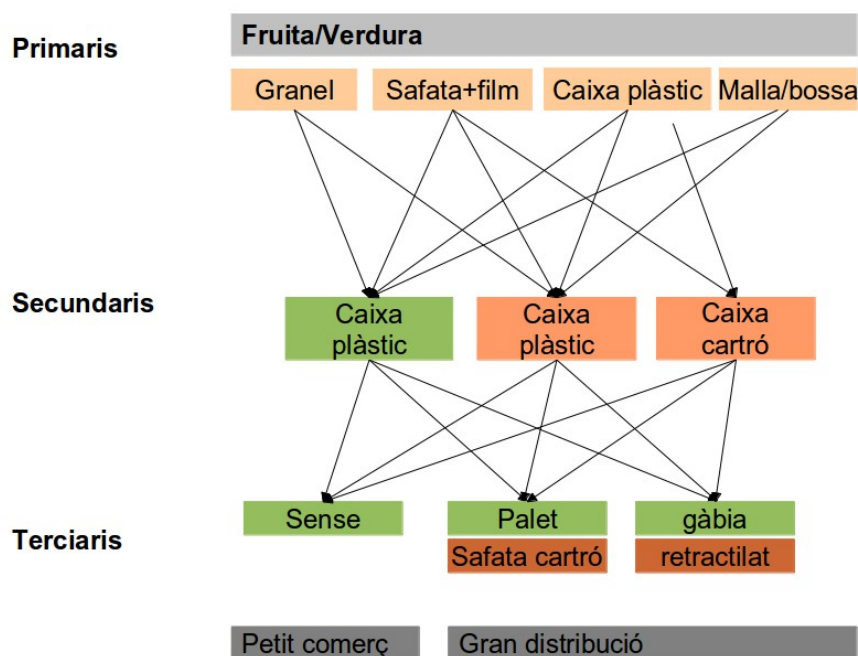 Primaris
Fruita/Verdura
Granel
Safata+film
Caixa plàstic
Malla/bossa
Secundaris
Caixa
plàstic
Caixa
plàstic
Caixa
cartró
Terciaris
Sense
Palet
gàbia
Safata cartró
retractilat
Petit comerç
Gran distribució